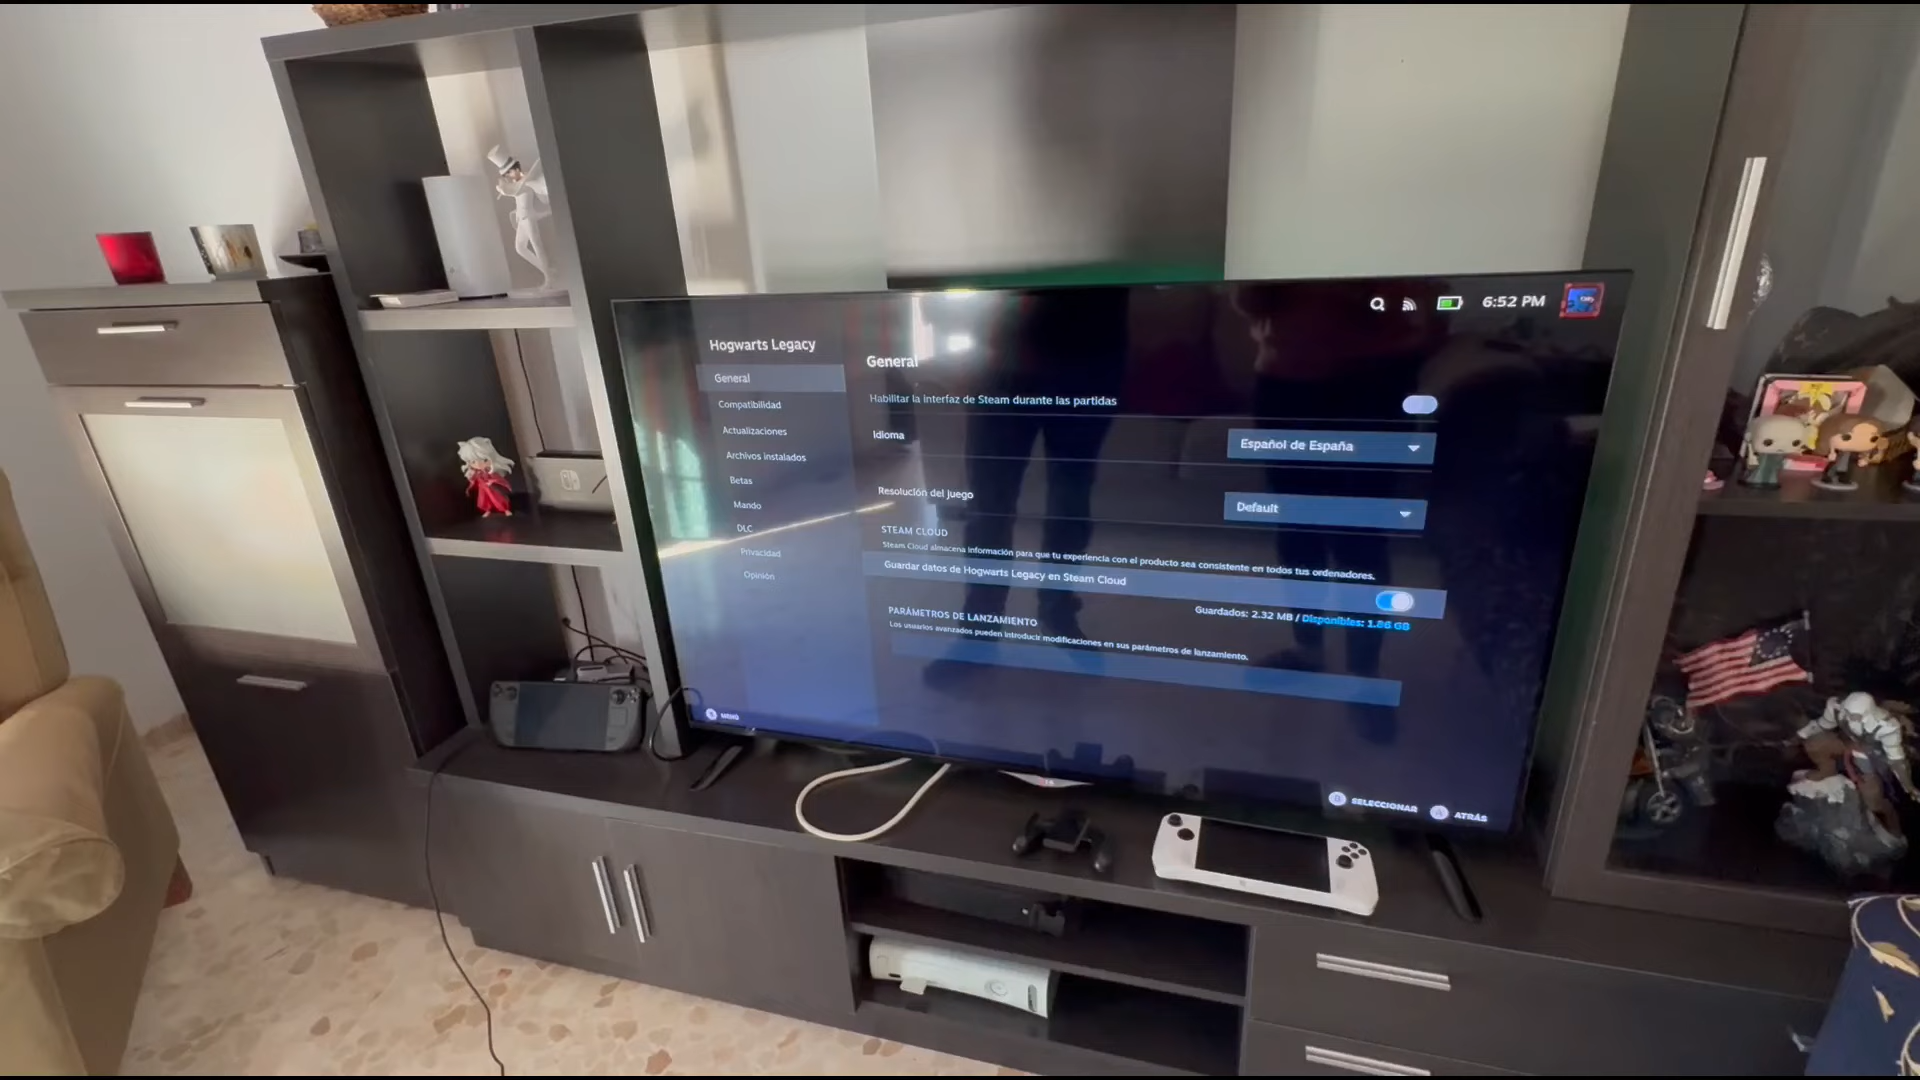 6:52 PM
Hogwarts Legacy
General
Compatibilidad
Actualizaciones
Archivos instalados
Betas
Mando
DLC
Privacidad
Opinión
General
Habilitar la interfaz de Steam durante las partidas
Idioma
Español de España
Resolución del juego
Default
STEAM CLOUD
Steam Cloud almacena información para que tu experiencia con el producto sea consistente en todos tus ordenadores.
Guardar datos de Hogwarts Legacy en Steam Cloud
Guardados: 2.32 MB / Disponibles: 1.86 GB
PARÁMETROS DE LANZAMIENTO
Los usuarios avanzados pueden introducir modificaciones en sus parámetros de lanzamiento.
MENÚ
SELECCIONAR
ATRÁS